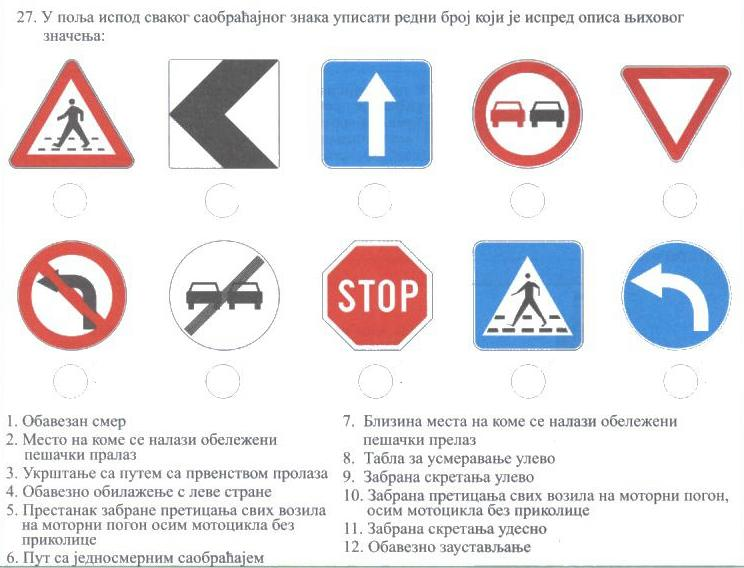 27. У поља испод сваког саобраћајног знака уписати редни број који је испред описа њиховог
значења:
STOP
1. Обавезан смер
2. Место на коме се налази обележени
пешачки пралаз
3. Укрштање са путем са првенством пролаза
4. Обавезно обилажење с леве стране
5. Престанак забране претицања свих возила
на моторни погон осим мотоцикла без
приколице
6. Пут са једносмерним саобраћајем
7. Близина места на коме се налази обележени
пешачки прелаз
8. Табла за усмеравање улево
9. Забрана скретања улево
10. Забрана претицања свих возила на моторни погон,
осим мотоцикла без приколице
11. Забрана скретања удесно
12. Обавезно заустављање